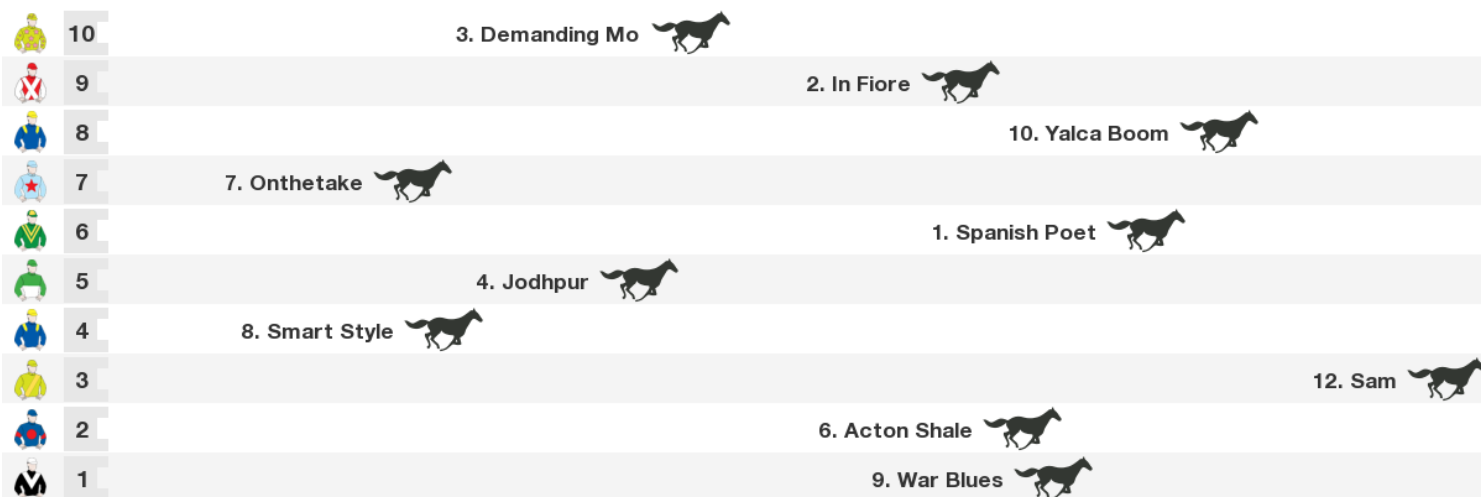 10 3. Demanding Mo
9 2. In Fiore
8 10. Yalca Boom
7 7. Onthetake
6 1. Spanish Poet
5 4. Jodhpur
4 8. Smart Style
3 12. Sam
2 6. Acton Shale
1 9. War Blues